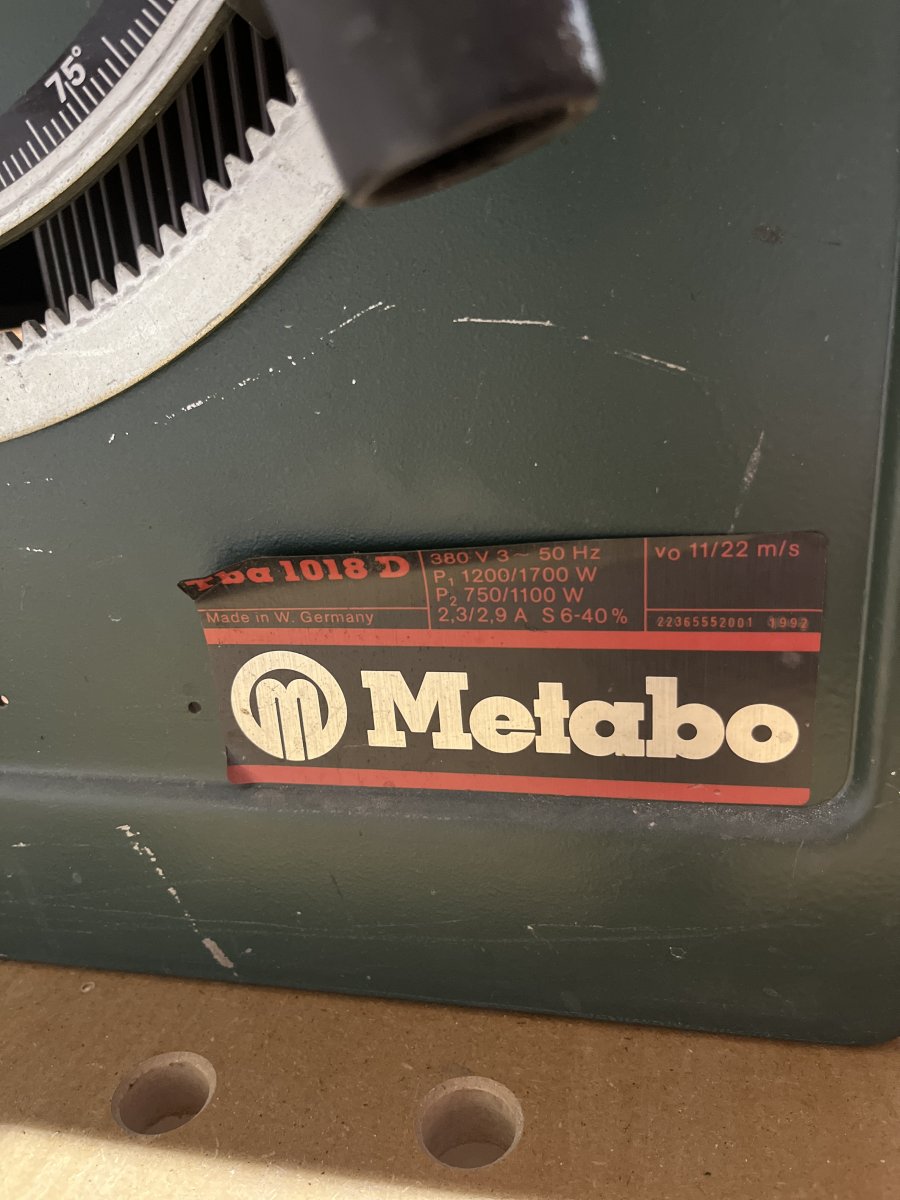 75°
1018 D
Made in W. Germany
380 V 3 ~ 50 Hz
P1 1200/1700 W
P2 750/1100 W
2,3/2,9 A S 6-40 %
vo 11/22 m/s
22365552001 1992
m Metabo